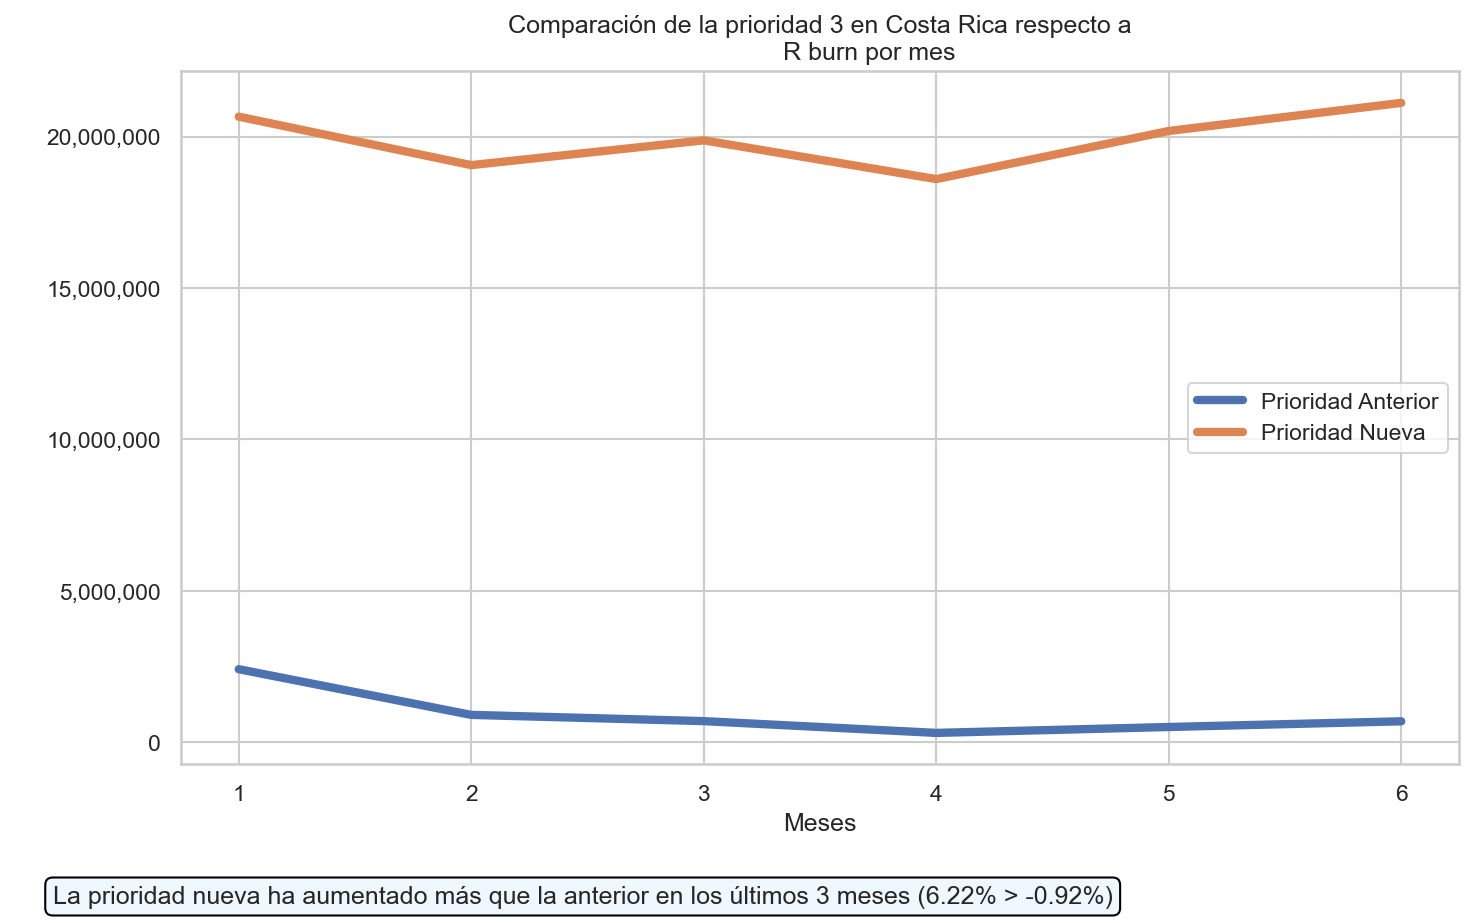 Comparación de la prioridad 3 en Costa Rica respecto a
R burn por mes
20,000,000
15,000,000
10,000,000
5,000,000
0
Prioridad Anterior
Prioridad Nueva
1 2 3 4 5 6
Meses
La prioridad nueva ha aumentado más que la anterior en los últimos 3 meses (6.22% > -0.92%)